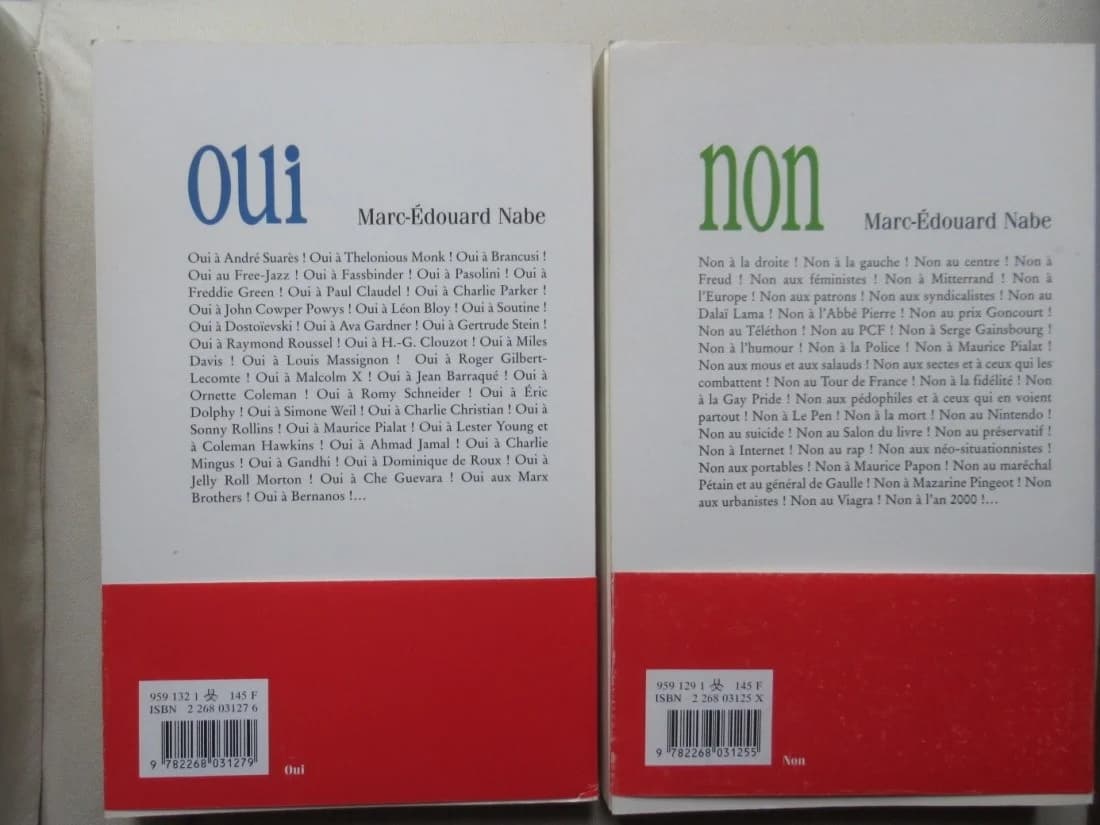 oui
Marc-Édouard Nabe
Oui à André Suarès ! Oui à Thelonious Monk ! Oui à Brancusi !
Oui au Free-Jazz ! Oui à Fassbinder ! Oui à Pasolini ! Oui à
Freddie Green ! Oui à Paul Claudel ! Oui à Charlie Parker !
Oui à John Cowper Powys ! Oui à Léon Bloy ! Oui à Soutine !
Oui à Dostoïevski ! Oui à Ava Gardner ! Oui à Gertrude Stein !
Oui à Raymond Roussel ! Oui à H.-G. Clouzot ! Oui à Miles
Davis ! Oui à Louis Massignon ! Oui à Roger Gilbert-
Lecomte ! Oui à Malcolm X ! Oui à Jean Barraqué ! Oui à
Ornette Coleman ! Oui à Romy Schneider ! Oui à Éric
Dolphy ! Oui à Simone Weil ! Oui à Charlie Christian ! Oui à
Sonny Rollins ! Oui à Maurice Pialat ! Oui à Lester Young et
à Coleman Hawkins ! Oui à Ahmad Jamal ! Oui à Charlie
Mingus ! Oui à Gandhi ! Oui à Dominique de Roux ! Oui à
Jelly Roll Morton ! Oui à Che Guevara ! Oui aux Marx
Brothers ! Oui à Bernanos !...
959 132 1 145 F
ISBN 2 268 03127 6
9 782268 031279
Oui
non
Marc-Édouard Nabe
Non à la droite ! Non à la gauche ! Non au centre ! Non à
Freud ! Non aux féministes ! Non à Mitterrand ! Non à
l'Europe ! Non aux patrons ! Non aux syndicalistes ! Non au
Dalaï Lama ! Non à l'Abbé Pierre ! Non au prix Goncourt !
Non au Téléthon ! Non au PCF ! Non à Serge Gainsbourg !
Non à l'humour ! Non à la Police ! Non à Maurice Pialat !
Non aux mous et aux salauds ! Non aux sectes et à ceux qui les
combattent ! Non au Tour de France ! Non à la fidélité ! Non
à la Gay Pride ! Non aux pédophiles et à ceux qui en voient
partout ! Non à Le Pen ! Non à la mort ! Non au Nintendo !
Non au suicide ! Non au Salon du livre ! Non au préservatif !
Non à Internet ! Non au rap ! Non aux néo-situationnistes !
Non aux portables ! Non à Maurice Papon ! Non au maréchal
Pétain et au général de Gaulle ! Non à Mazarine Pingeot ! Non
aux urbanistes ! Non au Viagra ! Non à l'an 2000 !...
959 129 1 145 F
ISBN 2 268 03125 X
9 782268 031255
Non